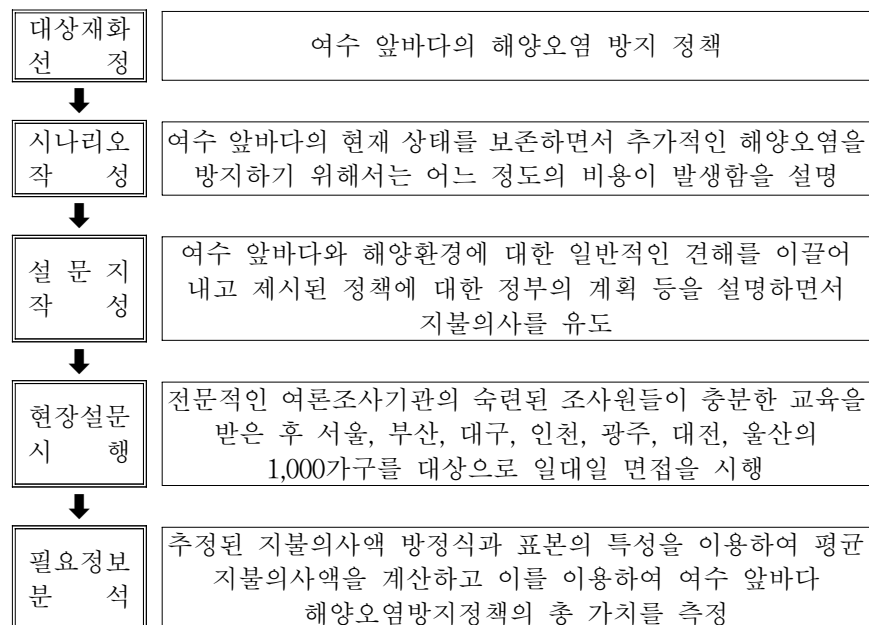 대상재화
선 정
여수 앞바다의 해양오염 방지 정책
시나리오
작 성
여수 앞바다의 현재 상태를 보존하면서 추가적인 해양오염을
방지하기 위해서는 어느 정도의 비용이 발생함을 설명
설 문 지
작 성
여수 앞바다와 해양환경에 대한 일반적인 견해를 이끌어
내고 제시된 정책에 대한 정부의 계획 등을 설명하면서
지불의사를 유도
현장설문
시 행
전문적인 여론조사기관의 숙련된 조사원들이 충분한 교육을
받은 후 서울, 부산, 대구, 인천, 광주, 대전, 울산의
1,000가구를 대상으로 일대일 면접을 시행
필요정보
분 석
추정된 지불의사액 방정식과 표본의 특성을 이용하여 평균
지불의사액을 계산하고 이를 이용하여 여수 앞바다
해양오염방지정책의 총 가치를 측정